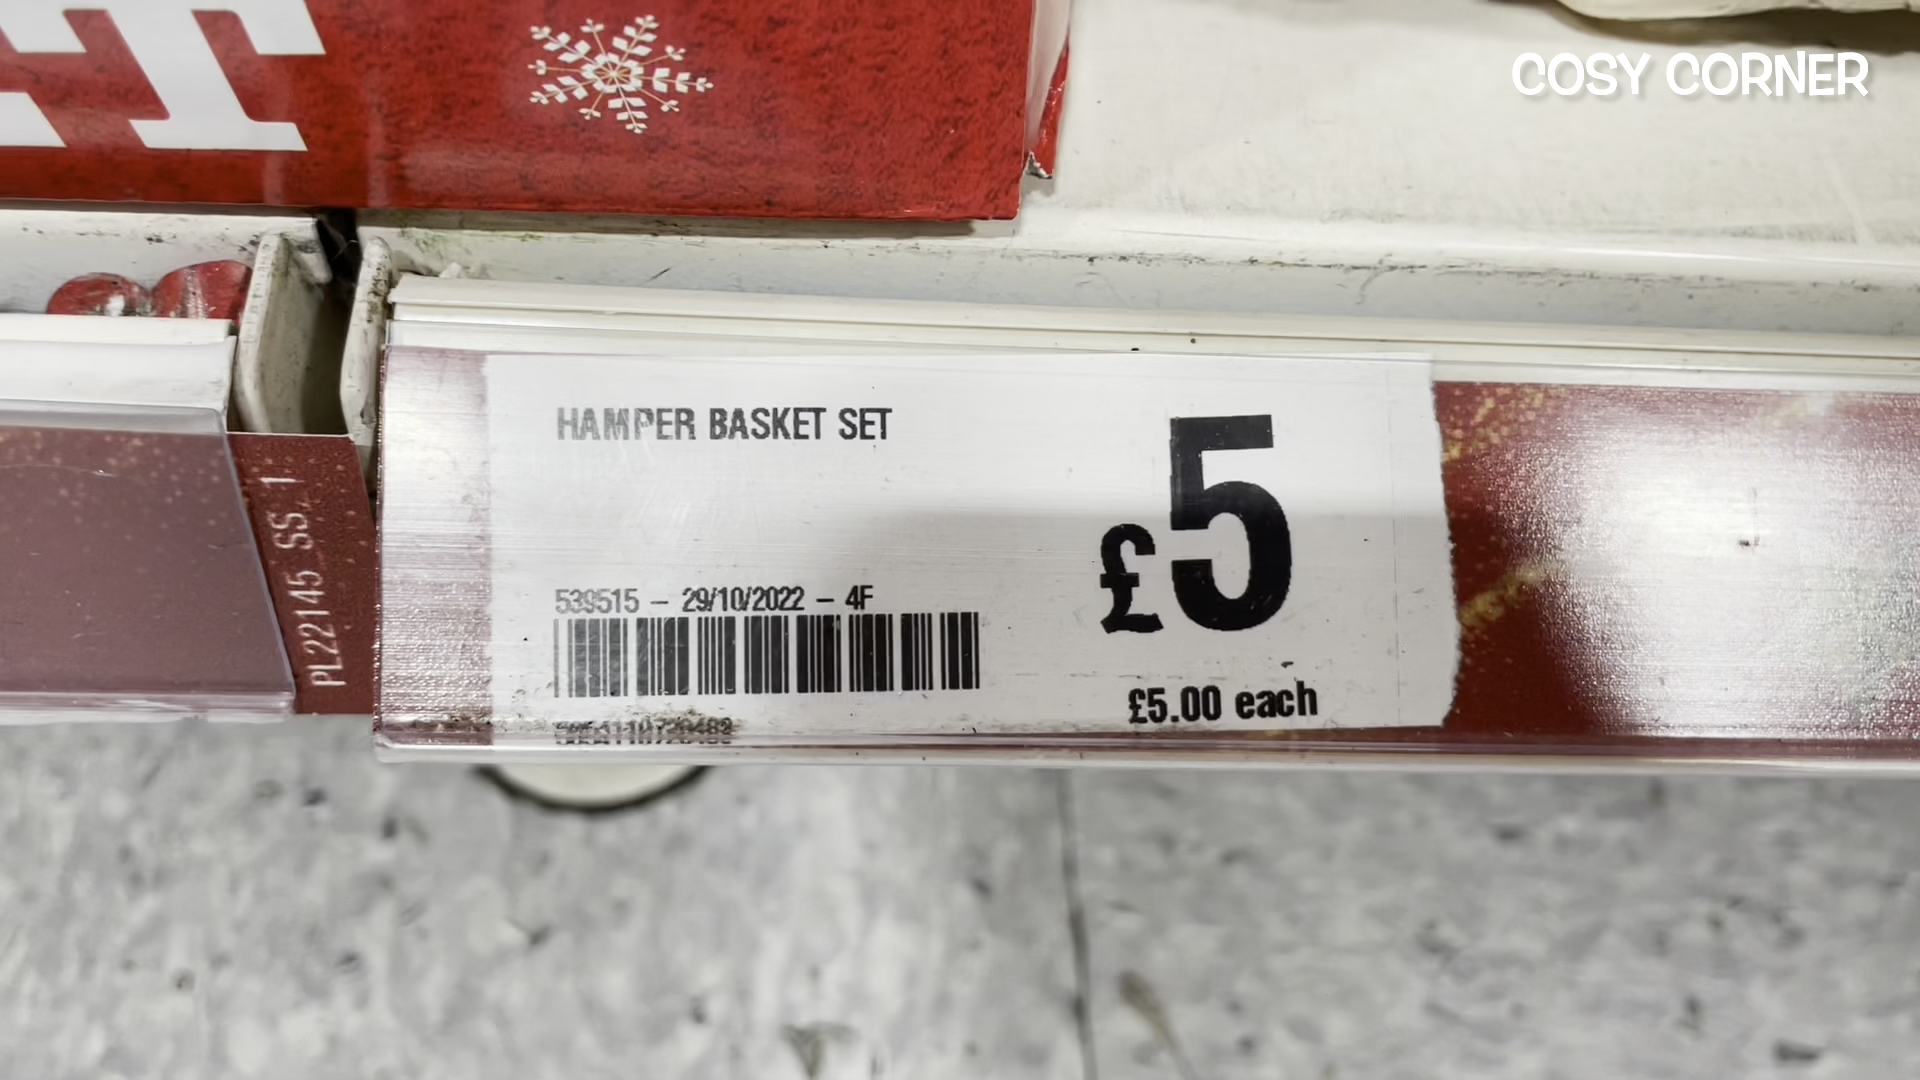 COSY CORNER
HAMPER BASKET SET
£5
539515 – 29/10/2022 – 4F
£5.00 each
PL22145 SS 1